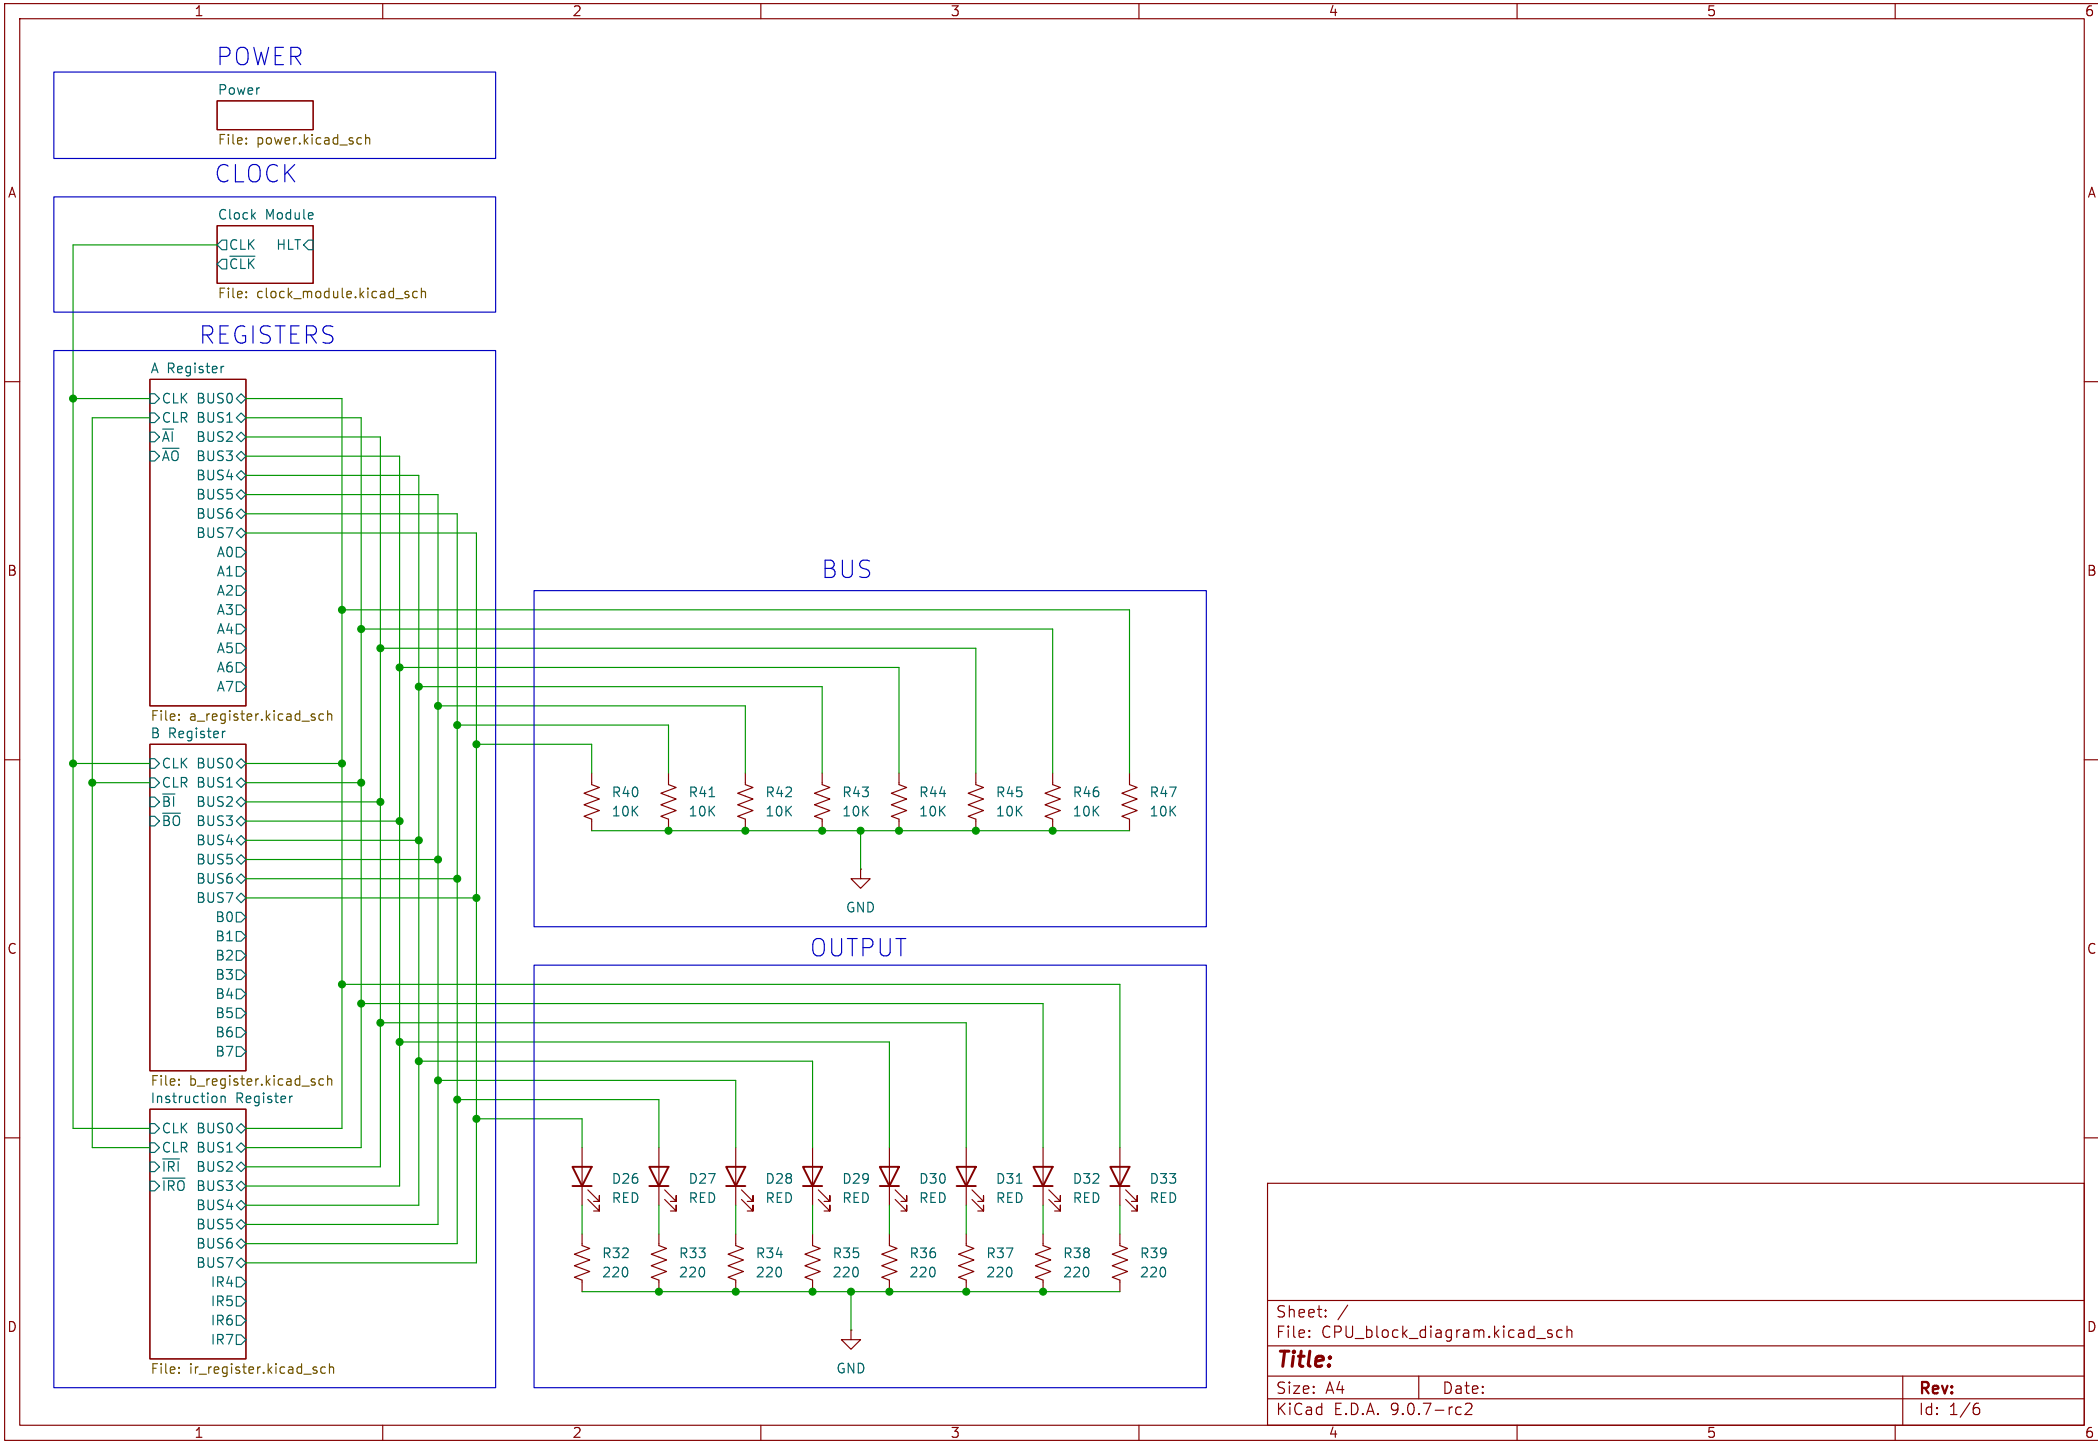 1 2 3 4 5 6
POWER
Power
File: power.kicad_sch
CLOCK
A A
Clock Module
CLK HLT
CLK
File: clock_module.kicad_sch
REGISTERS
A Register
CLK BUS0
CLR BUS1
AI BUS2
AO BUS3
BUS4
BUS5
BUS6
BUS7
A0
A1
A2
A3
A4
A5
A6
A7
File: a_register.kicad_sch
B B
BUS
R40 R41 R42 R43 R44 R45 R46 R47
10K 10K 10K 10K 10K 10K 10K 10K
GND
B Register
CLK BUS0
CLR BUS1
BI BUS2
BO BUS3
BUS4
BUS5
BUS6
BUS7
B0
B1
B2
B3
B4
B5
B6
B7
File: b_register.kicad_sch
C C
OUTPUT
D26 D27 D28 D29 D30 D31 D32 D33
RED RED RED RED RED RED RED RED
R32 R33 R34 R35 R36 R37 R38 R39
220 220 220 220 220 220 220 220
GND
Instruction Register
CLK BUS0
CLR BUS1
IRI BUS2
IRO BUS3
BUS4
BUS5
BUS6
BUS7
IR4
IR5
IR6
IR7
File: ir_register.kicad_sch
D D
Sheet: /
File: CPU_block_diagram.kicad_sch
Title:
Size: A4 Date: Rev:
KiCad E.D.A. 9.0.7-rc2 Id: 1/6
1 2 3 4 5 6